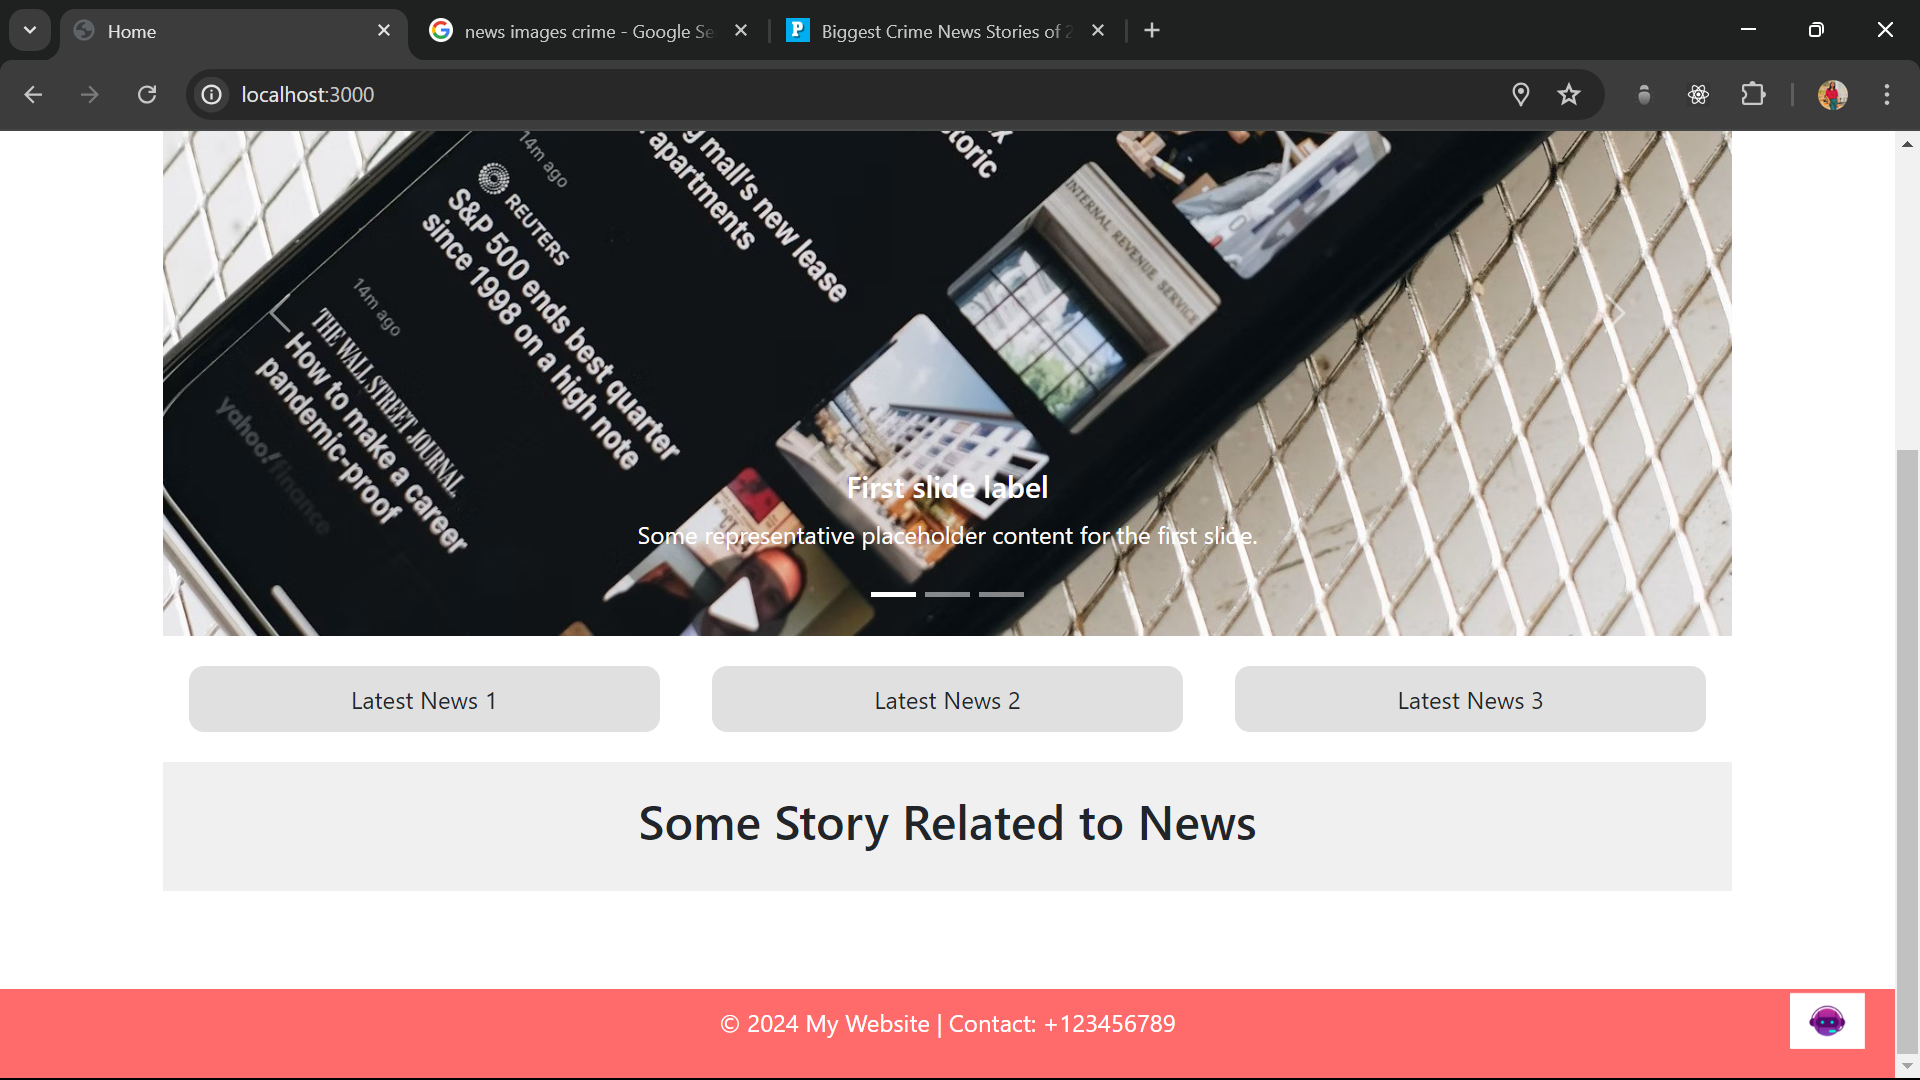 Home
news images crime - Google Se
Biggest Crime News Stories of 2
localhost:3000
14m ago
REUTERS
S&P 500 ends best quarter
since 1998 on a high note
g mall's new lease
apartments
toric
INTERNAL REVENUE SERVICE
14m ago
THE WALL STREET JOURNAL
How to make a career
pandemic-proof
yahoo!finance
First slide label
Some representative placeholder content for the first slide.
Latest News 1
Latest News 2
Latest News 3
Some Story Related to News
© 2024 My Website | Contact: +123456789